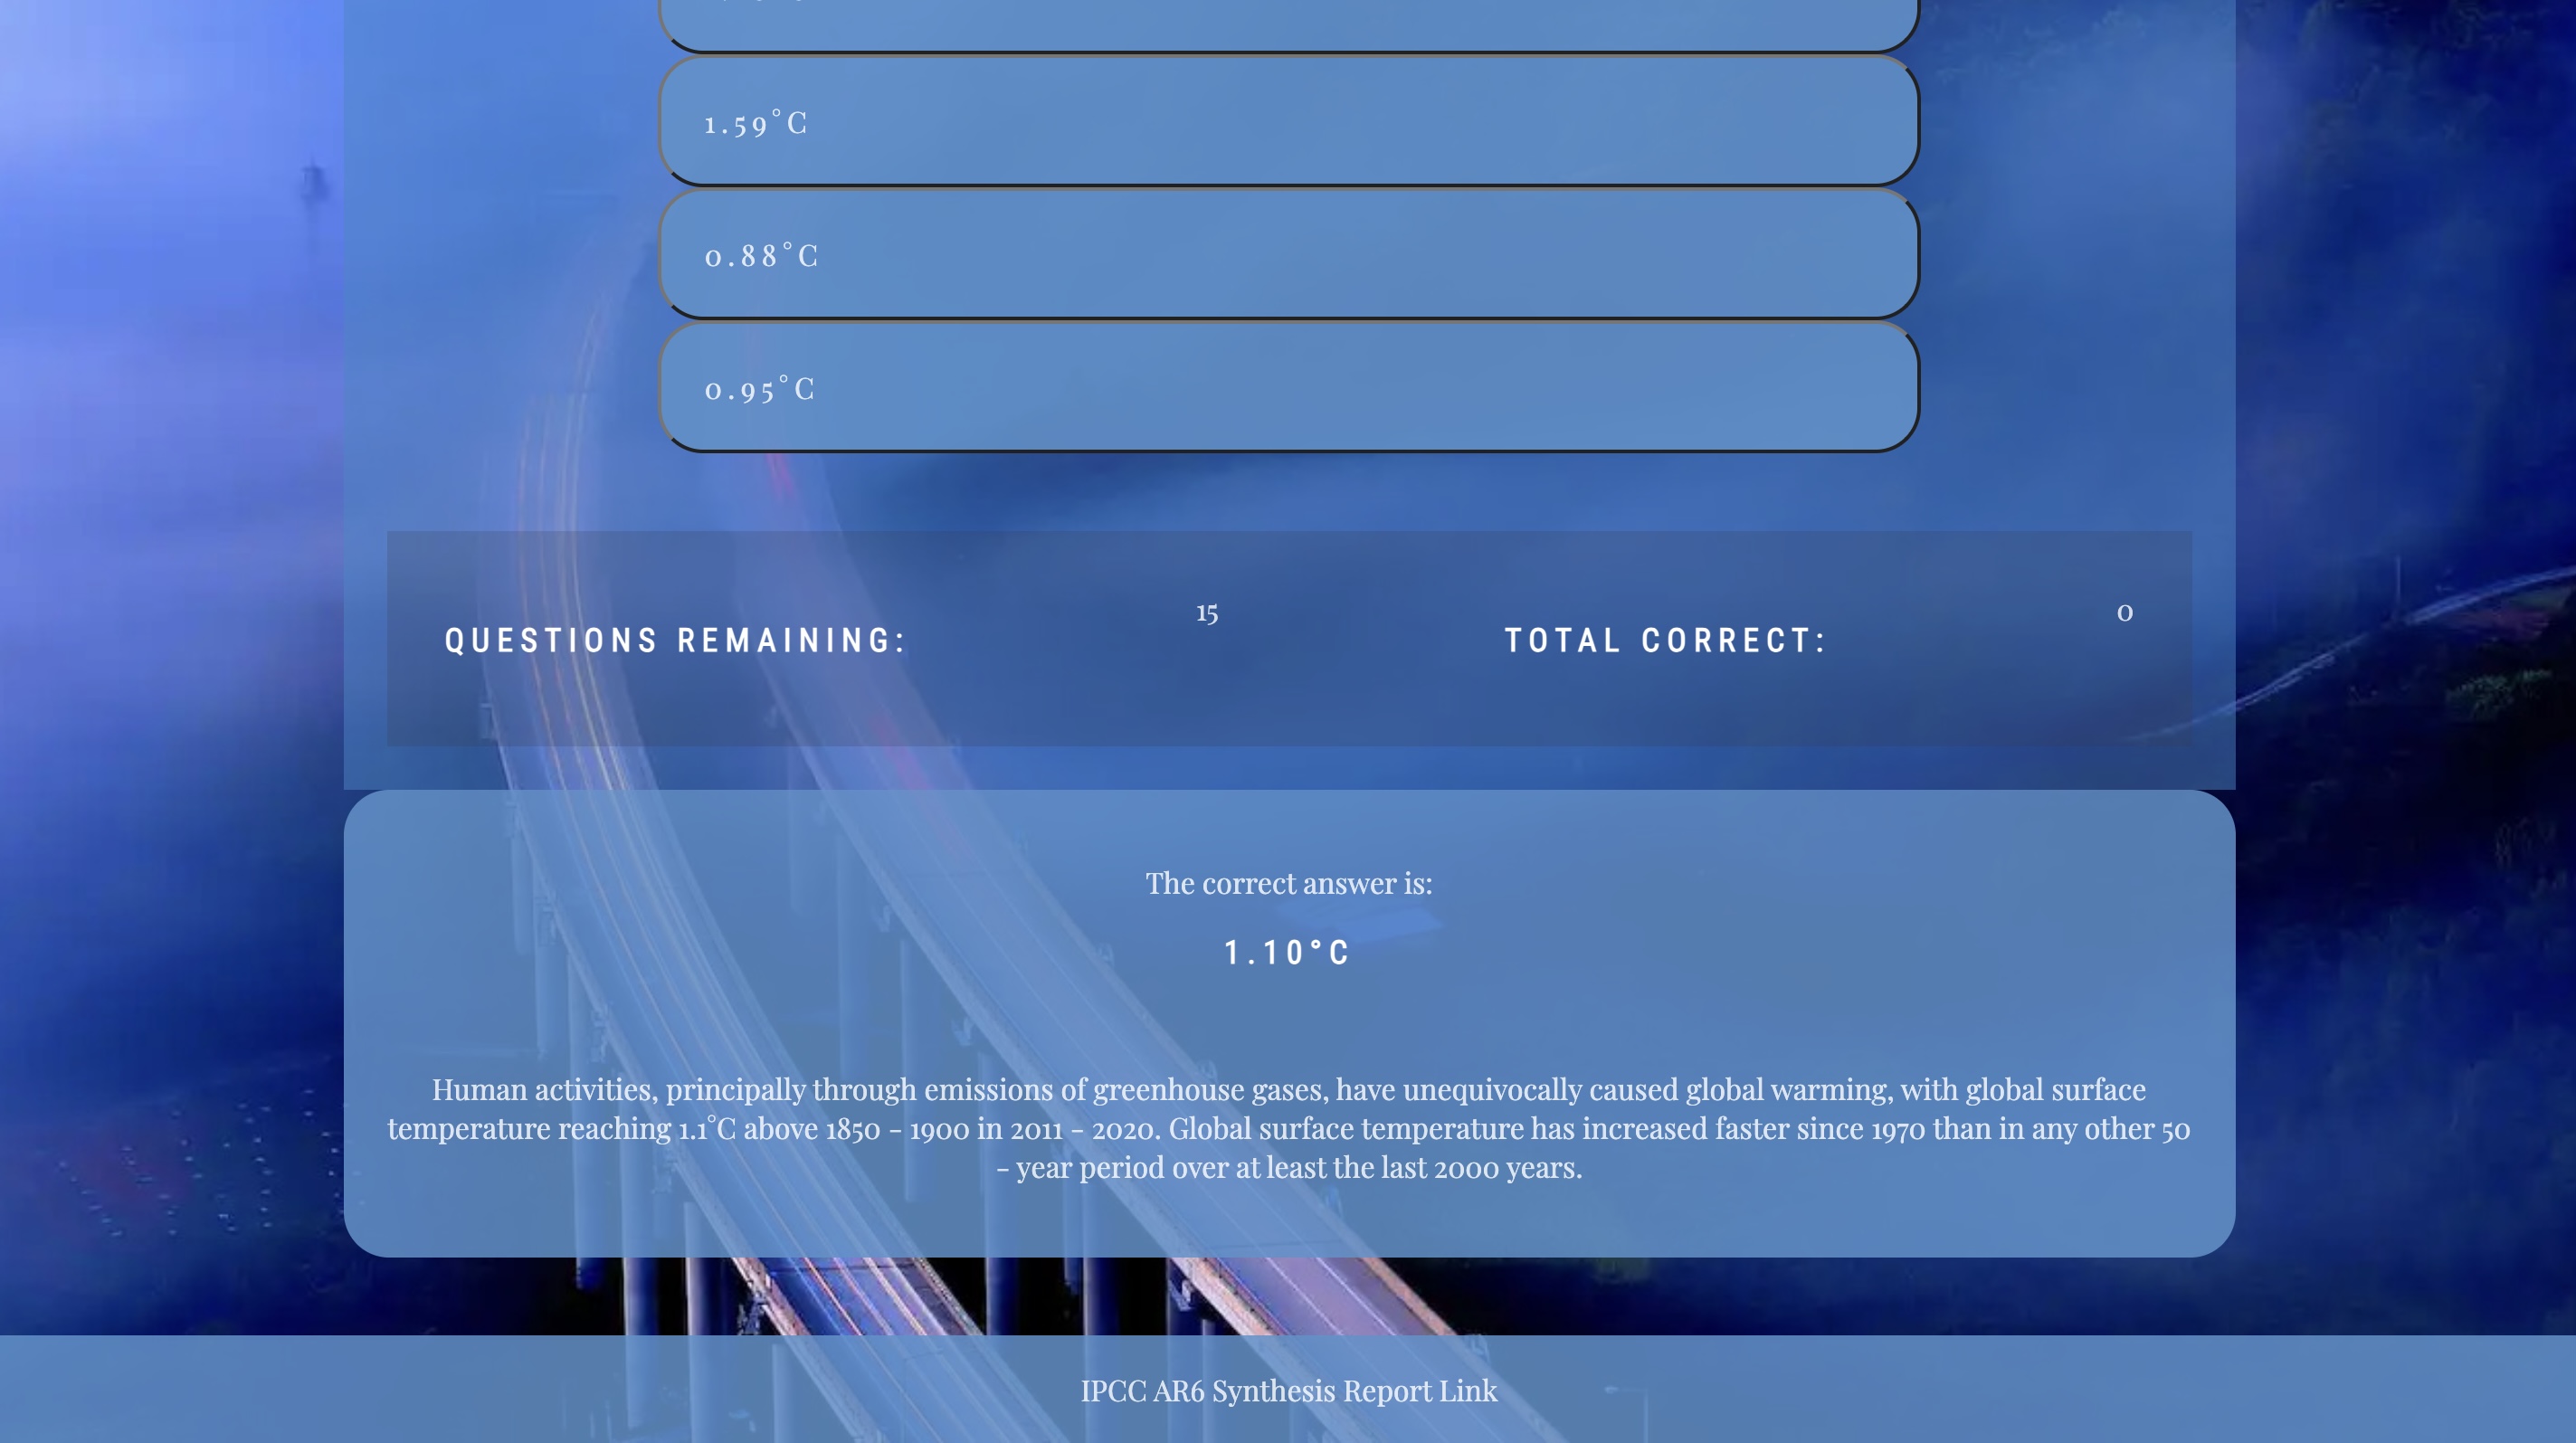 1.59°C
0.88°C
0.95°C
QUESTIONS REMAINING: 15 TOTAL CORRECT: 0
The correct answer is:
1.10°C
Human activities, principally through emissions of greenhouse gases, have unequivocally caused global warming, with global surface
temperature reaching 1.1°C above 1850 - 1900 in 2011 - 2020. Global surface temperature has increased faster since 1970 than in any other 50
- year period over at least the last 2000 years.
IPCC AR6 Synthesis Report Link